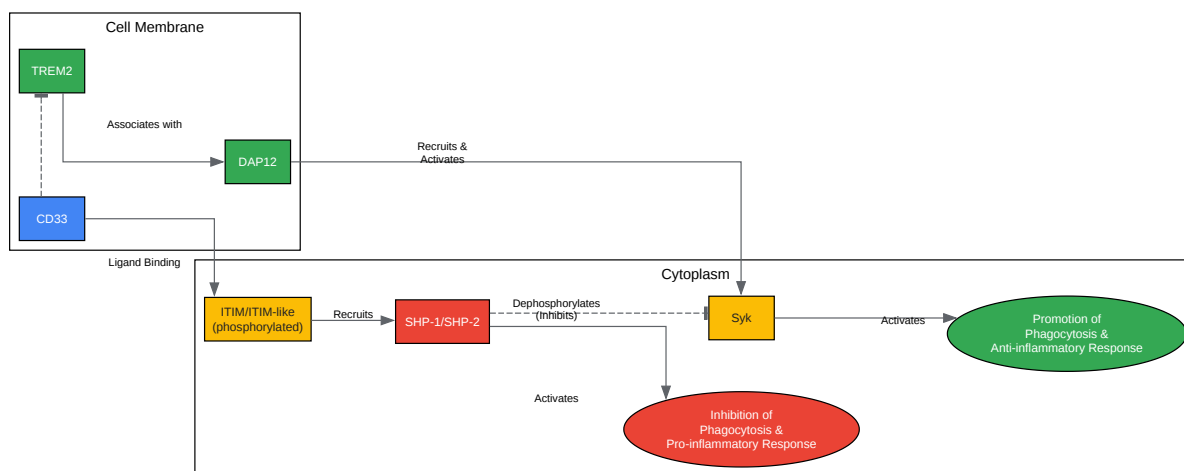 Cell Membrane
TREM2
Associates with
DAP12
Recruits &
Activates
CD33
Ligand Binding
Cytoplasm
ITIM/ITIM-like
(phosphorylated)
Recruits
SHP-1/SHP-2
Dephosphorylates
(Inhibits)
Syk
Activates
Promotion of
Phagocytosis &
Anti-inflammatory Response
Activates
Inhibition of
Phagocytosis &
Pro-inflammatory Response